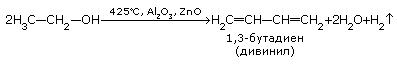 425°C, Al₂O₃, ZnO
2H₃C—CH₂—OH⟶H₂C=CH—CH=CH₂+2H₂O+H₂↑
1,3-бутадиен
(дивинил)